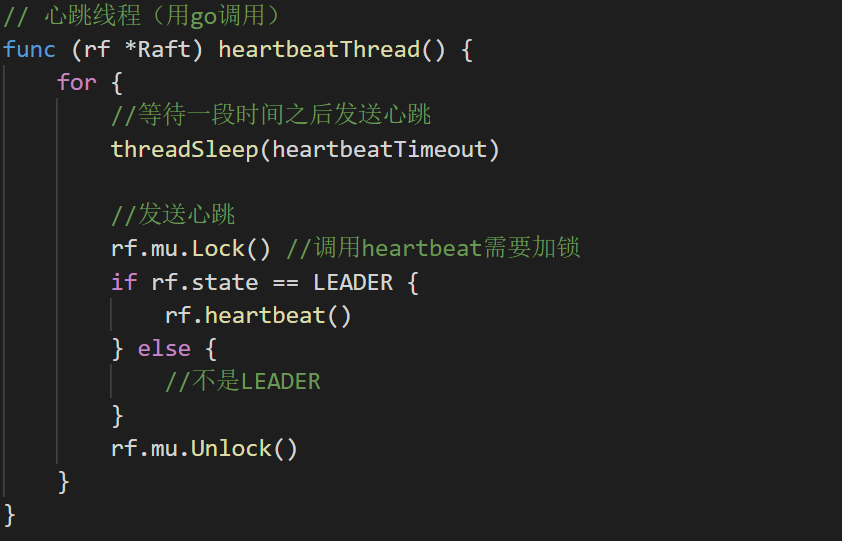 // 心跳线程（用go调用）
func (rf *Raft) heartbeatThread() {
    for {
        //等待一段时间之后发送心跳
        threadSleep(heartbeatTimeout)

        //发送心跳
        rf.mu.Lock() //调用heartbeat需要加锁
        if rf.state == LEADER {
            rf.heartbeat()
        } else {
            //不是LEADER
        }
        rf.mu.Unlock()
    }
}